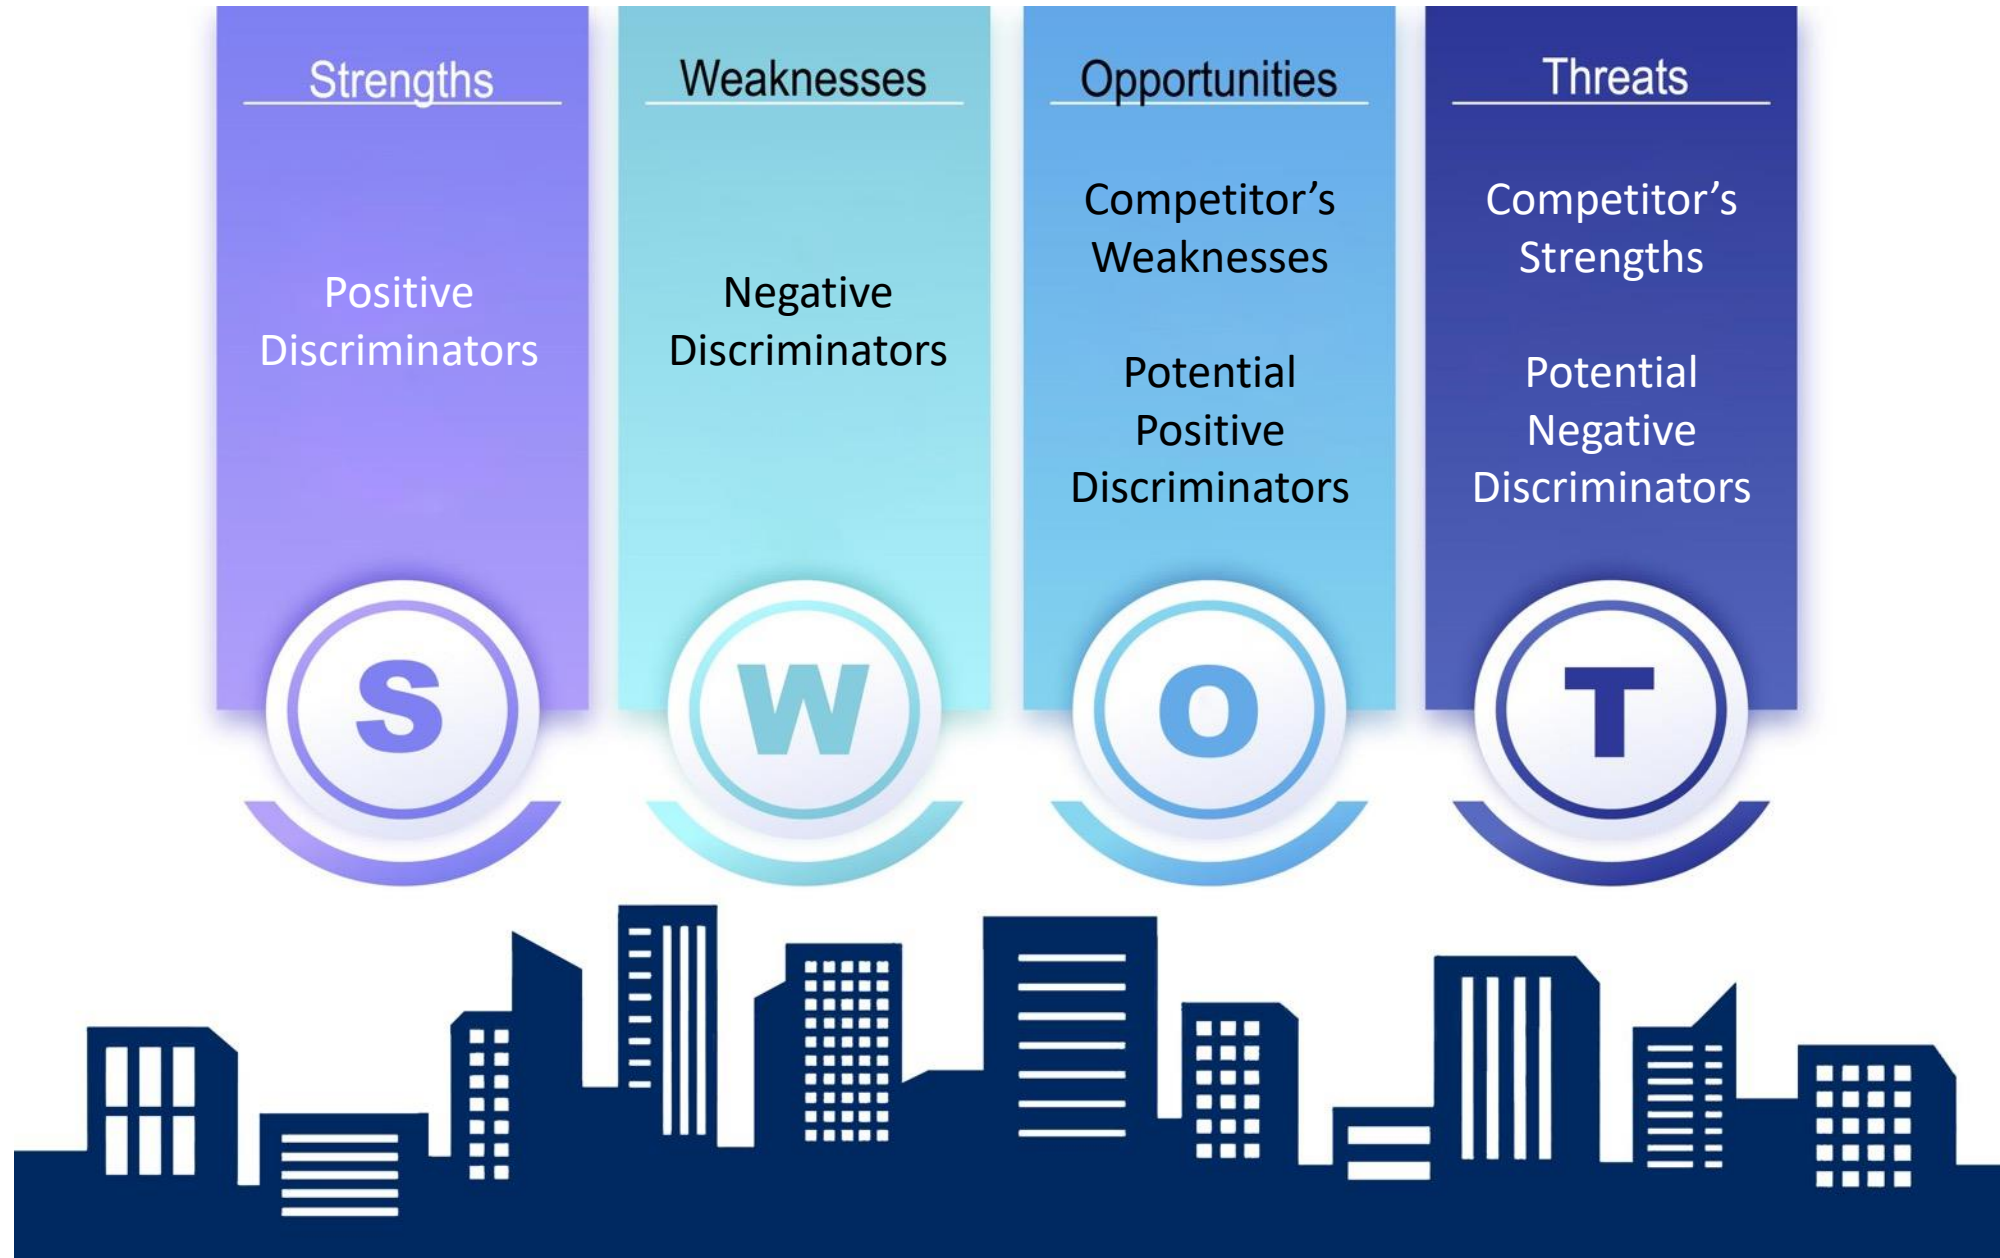 Strengths
Positive
Discriminators
S
Weaknesses
Negative
Discriminators
W
Opportunities
Competitor’s
Weaknesses
Potential
Positive
Discriminators
O
Threats
Competitor’s
Strengths
Potential
Negative
Discriminators
T